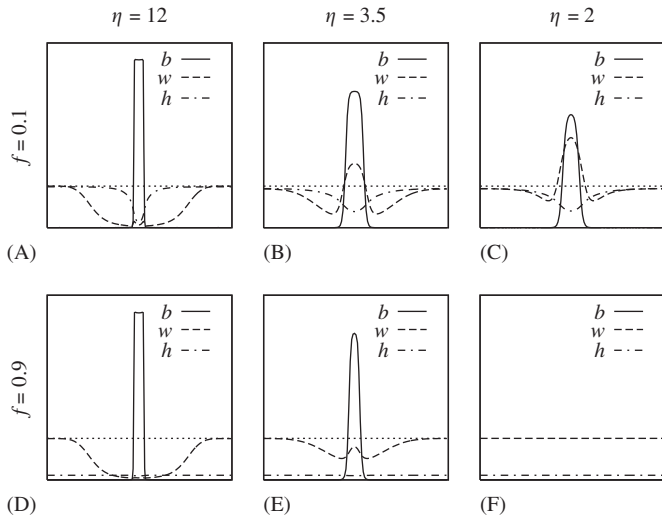 η = 12
η = 3.5
η = 2
f = 0.1
b
w
h
b
w
h
b
w
h
(A)
(B)
(C)
f = 0.9
b
w
h
b
w
h
b
w
h
(D)
(E)
(F)